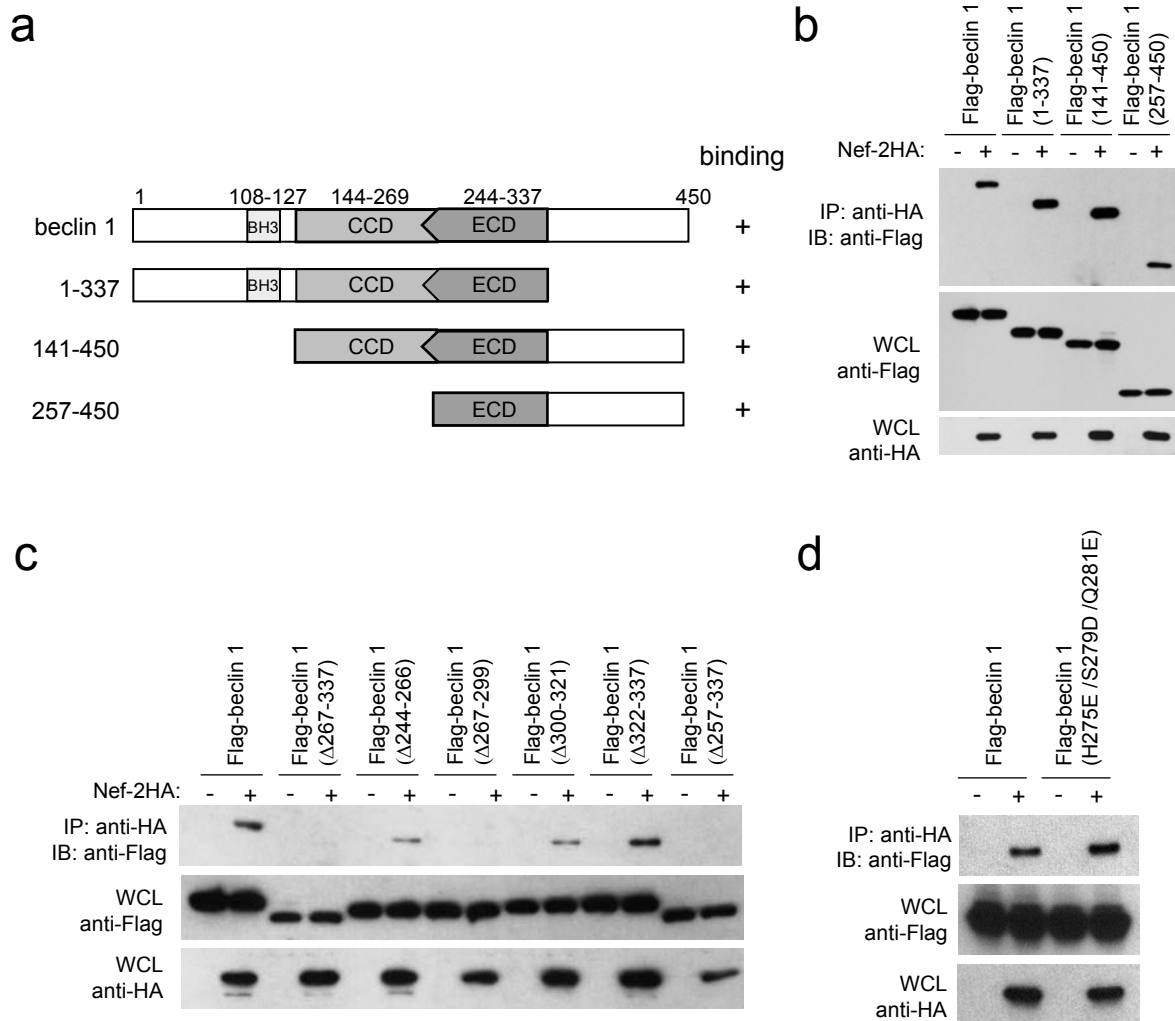 a
binding
1 108-127 144-269 244-337 450
beclin 1 BH3 CCD ECD +
1-337 BH3 CCD ECD +
141-450 CCD ECD +
257-450 ECD +
b
Flag-beclin 1
Flag-beclin 1
(1-337)
Flag-beclin 1
(141-450)
Flag-beclin 1
(257-450)
Nef-2HA: - + - + - + - +
IP: anti-HA
IB: anti-Flag
WCL
anti-Flag
WCL
anti-HA
c
Flag-beclin 1
Flag-beclin 1
(Δ267-337)
Flag-beclin 1
(Δ244-266)
Flag-beclin 1
(Δ267-299)
Flag-beclin 1
(Δ300-321)
Flag-beclin 1
(Δ322-337)
Flag-beclin 1
(Δ257-337)
Nef-2HA: - + - + - + - + - + - + - +
IP: anti-HA
IB: anti-Flag
WCL
anti-Flag
WCL
anti-HA
d
Flag-beclin 1
Flag-beclin 1
(H275E /S279D /Q281E)
Nef-2HA: - + - +
IP: anti-HA
IB: anti-Flag
WCL
anti-Flag
WCL
anti-HA